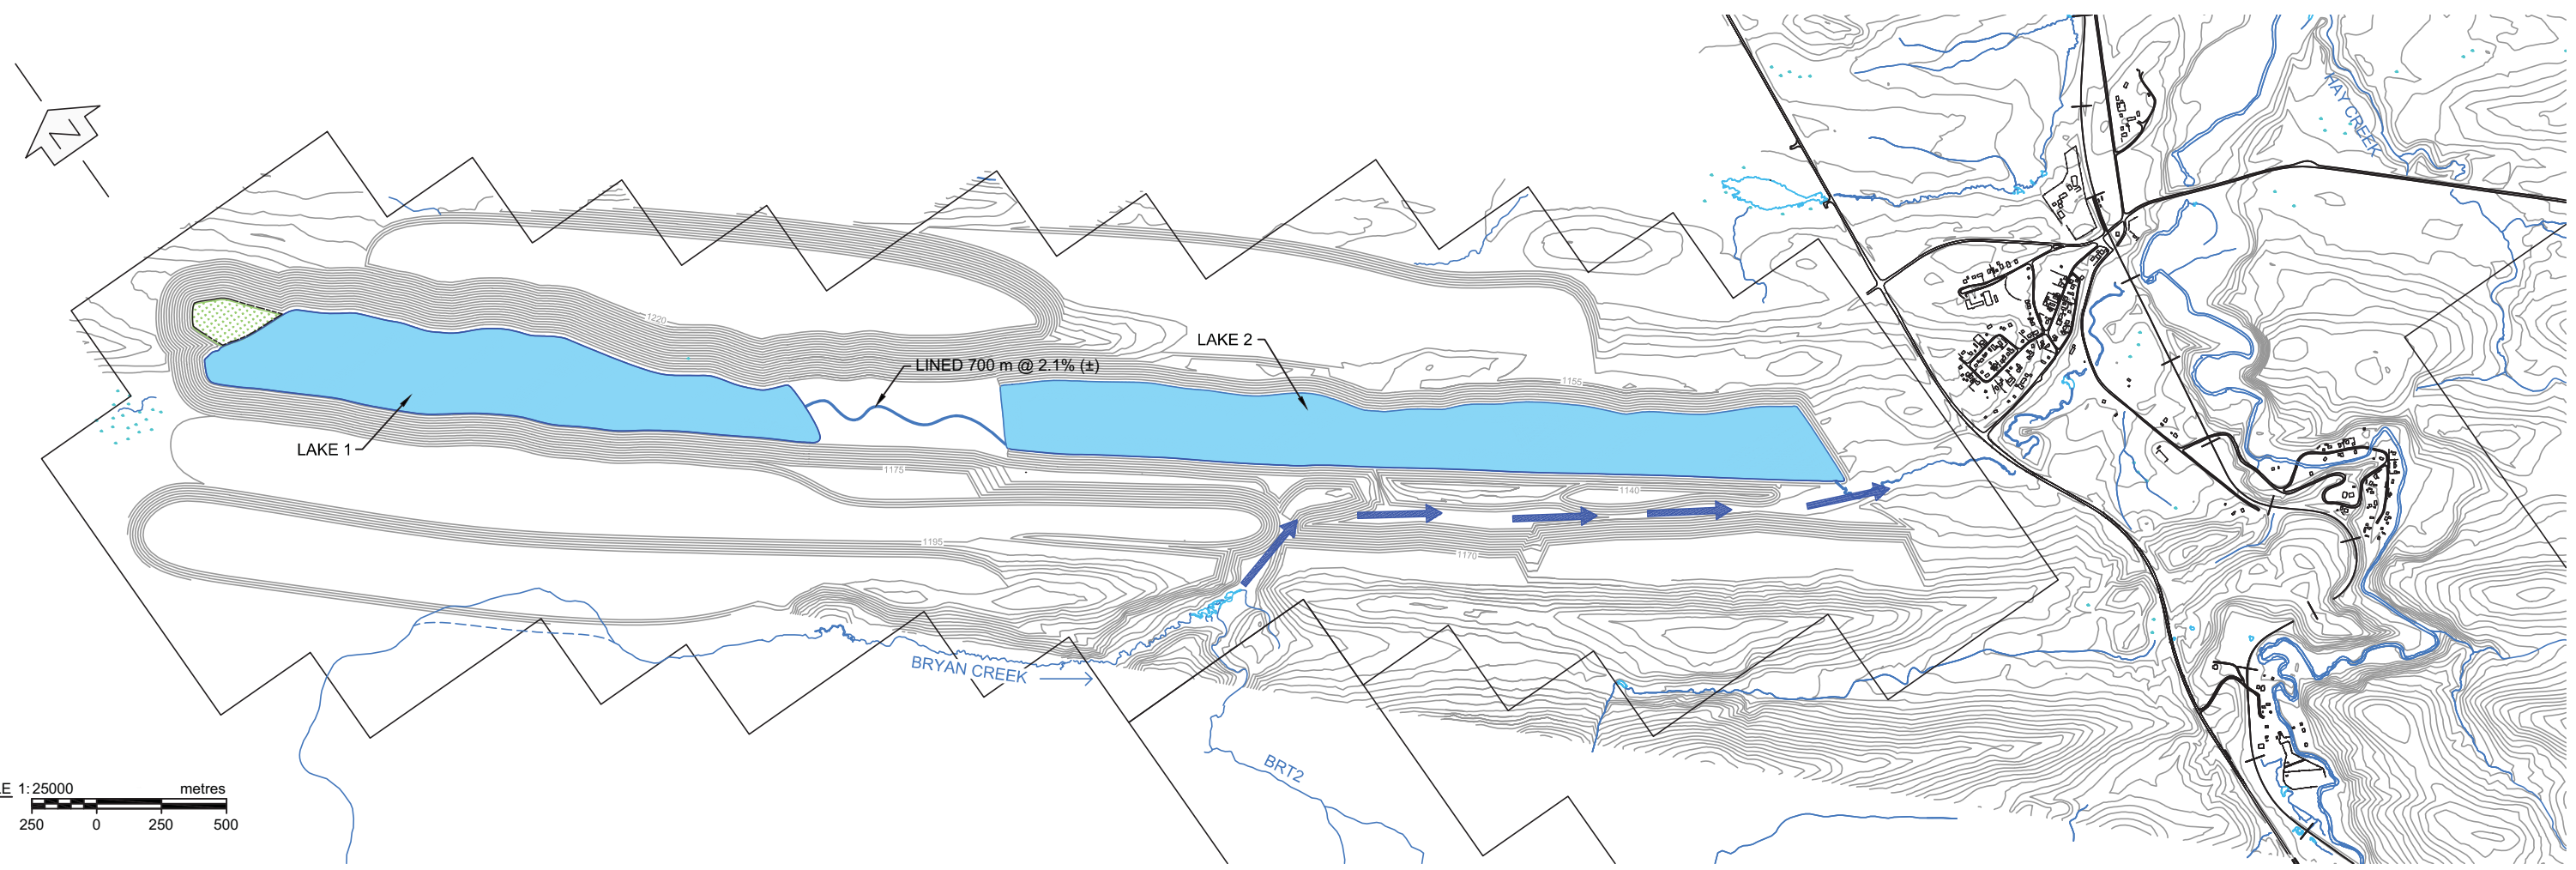 N
HAY CREEK
1220
LAKE 2
LINED 700 m @ 2.1% (±)
1155
LAKE 1
1175
1140
1195
1170
BRYAN CREEK
BRT2
E 1:25000 metres
250 0 250 500